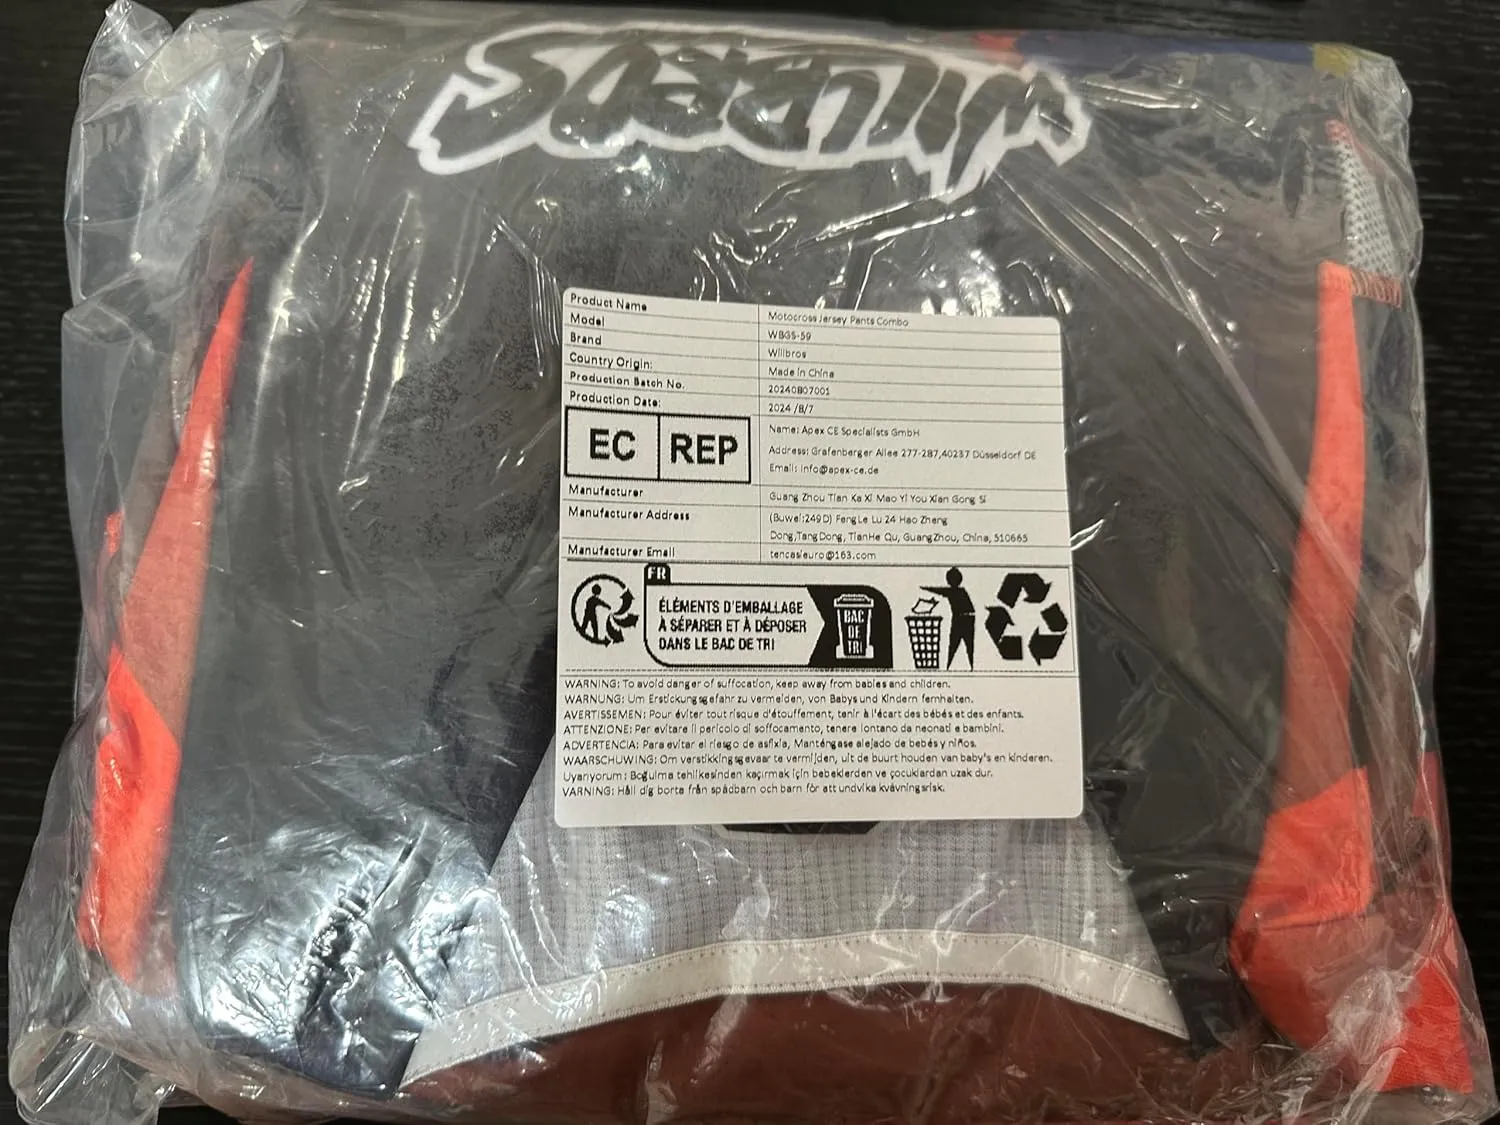 WILLBROS
Product Name Motocross Jersey Pants Combo
Model WBGS-59
Brand Willbros
Country Origin: Made in China
Production Batch No. 20240807001
Production Date: 2024 /8/7
EC REP
Name: Apex CE Specialists GmbH
Address: Grafenberger Allee 277-287,40237 Düsseldorf DE
Email: info@apex-ce.de
Manufacturer Guang Zhou Tian Ka Xi Mao Yi You Xian Gong Si
Manufacturer Address (Buwei:249D) FengLe Lu 24 Hao Zheng
Dong,Tang Dong, TianHe Qu, GuangZhou, China, 510665
Manufacturer Email tencasieuro@163.com
FR
ÉLÉMENTS D'EMBALLAGE
À SÉPARER ET À DÉPOSER
DANS LE BAC DE TRI
BAC
DE
TRI
WARNING: To avoid danger of suffocation, keep away from babies and children.
WARNUNG: Um Erstickungsgefahr zu vermeiden, von Babys und Kindern fernhalten.
AVERTISSEMEN: Pour éviter tout risque d'étouffement, tenir à l'écart des bébés et des enfants.
ATTENZIONE: Per evitare il pericolo di soffocamento, tenere lontano da neonati e bambini.
ADVERTENCIA: Para evitar el riesgo de asfixia, Manténgase alejado de bebés y niños.
WAARSCHUWING: Om verstikkingsgevaar te vermijden, uit de buurt houden van baby's en kinderen.
Uyarıyorum : Boğulma tehlikesinden kaçırmak için bebeklerden ve çocuklardan uzak dur.
VARNING: Håll dig borta från spädbarn och barn för att undvika kvävningsrisk.